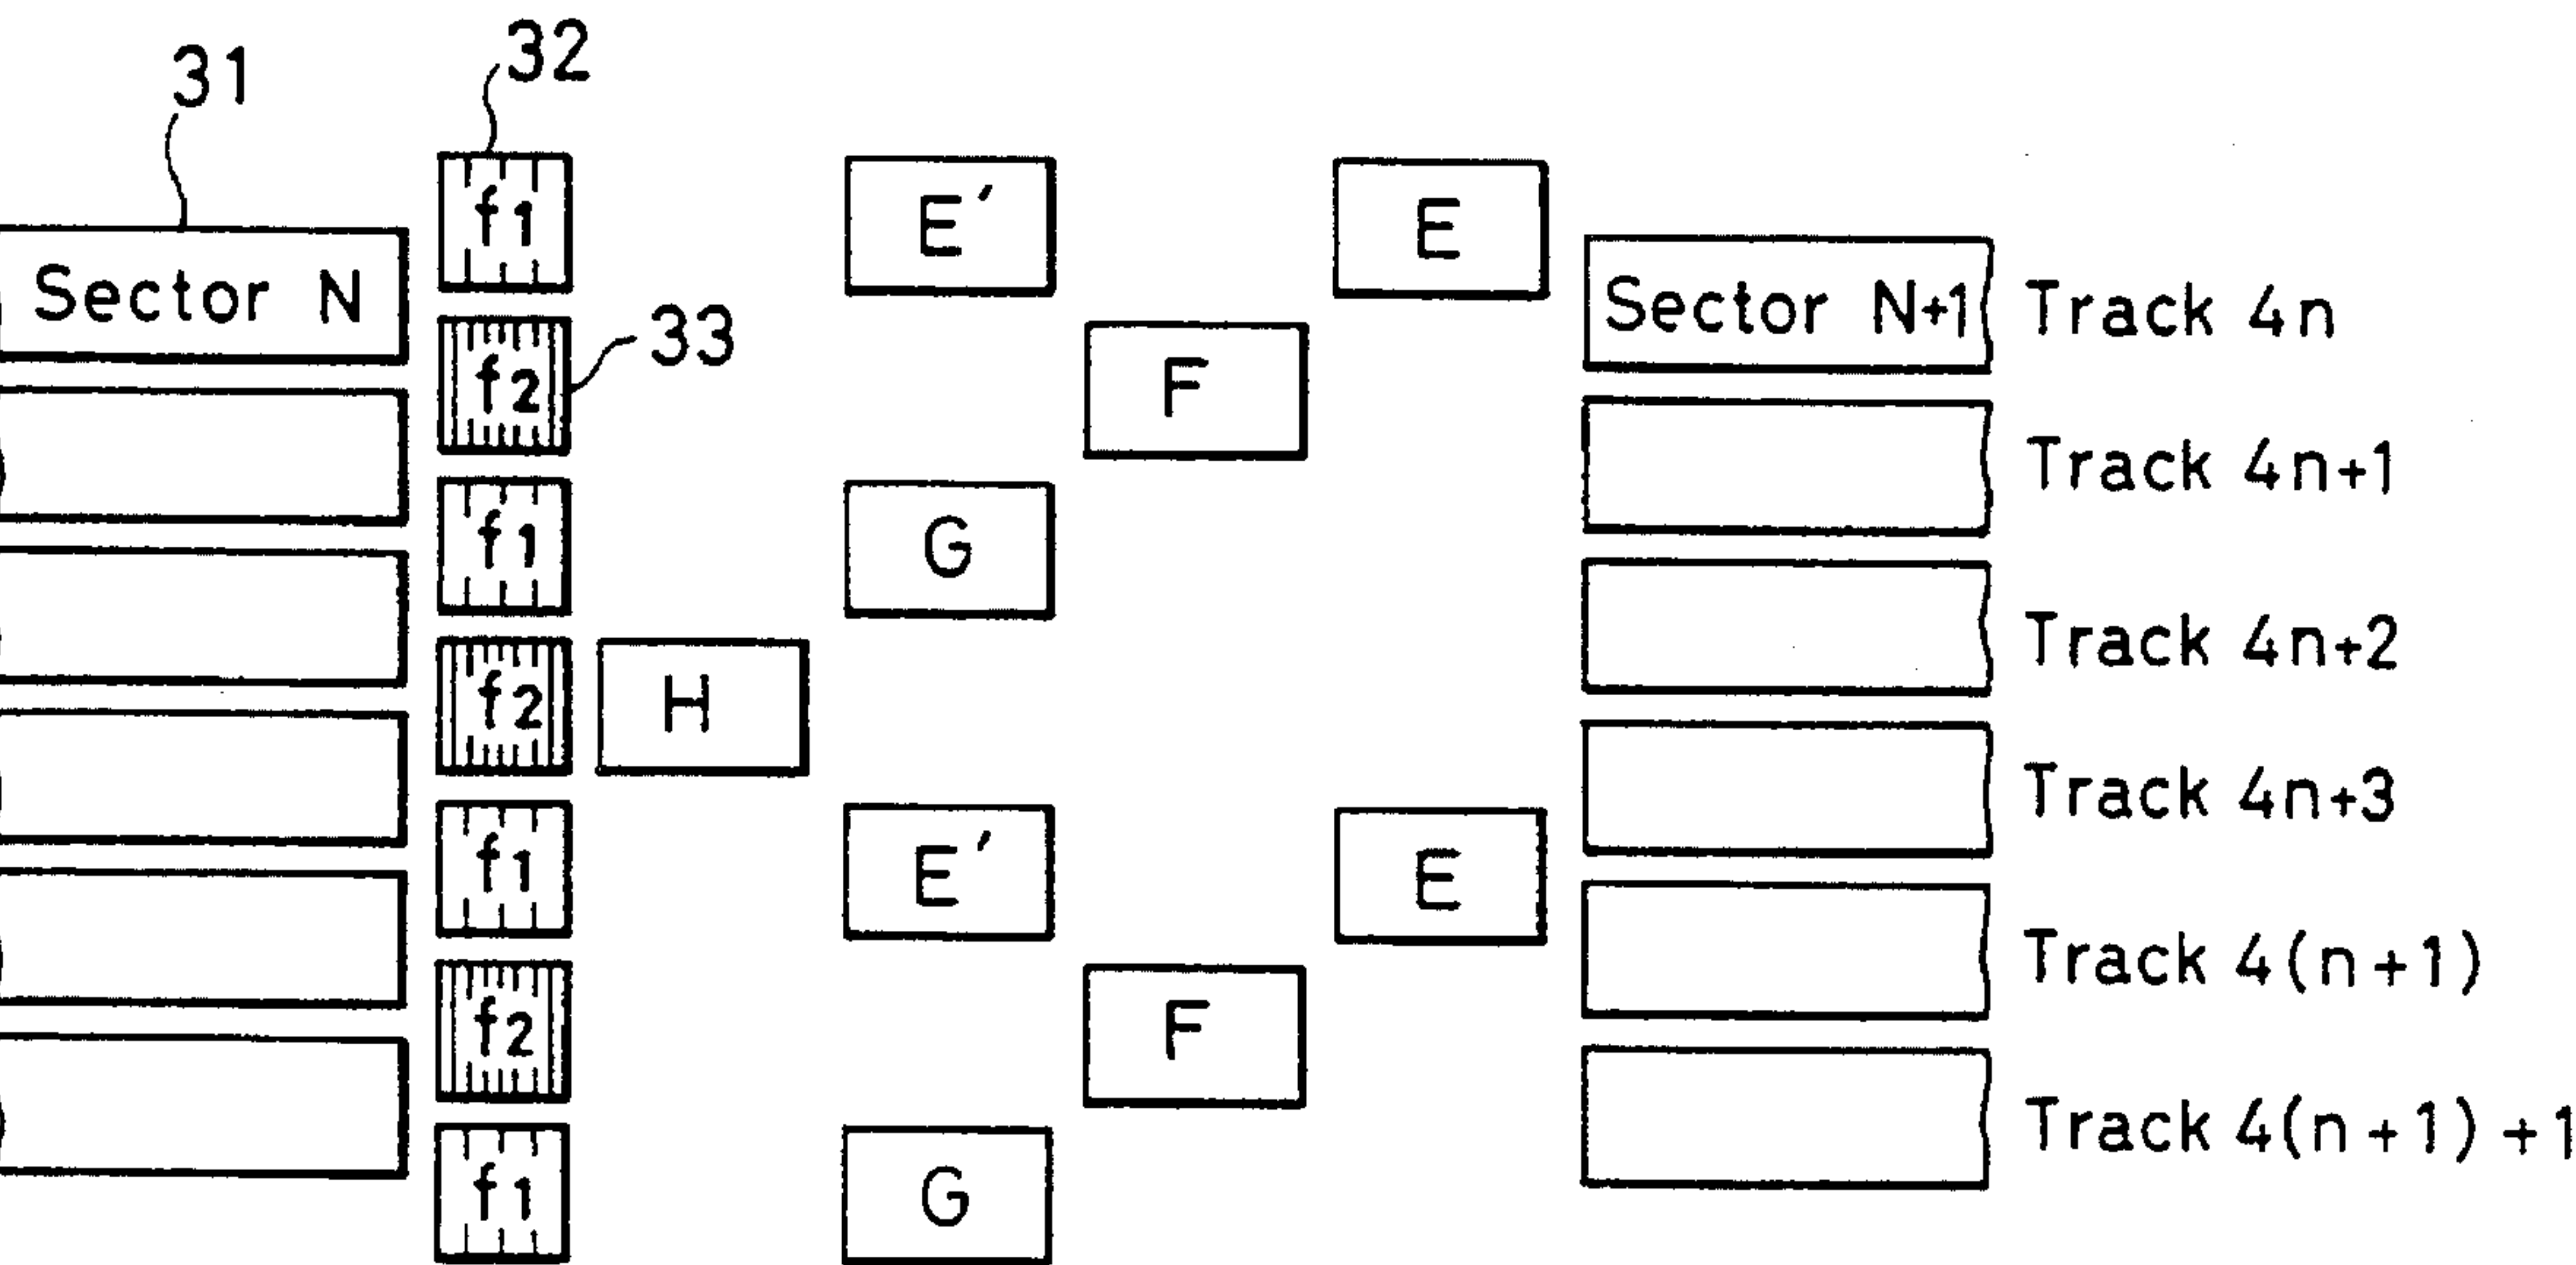 31
32
f1
E′
E
Sector N
Sector N+1
Track 4n
33
f2
F
Track 4n+1
f1
G
Track 4n+2
f2
H
Track 4n+3
f1
E′
E
Track 4(n+1)
f2
F
Track 4(n+1)+1
f1
G